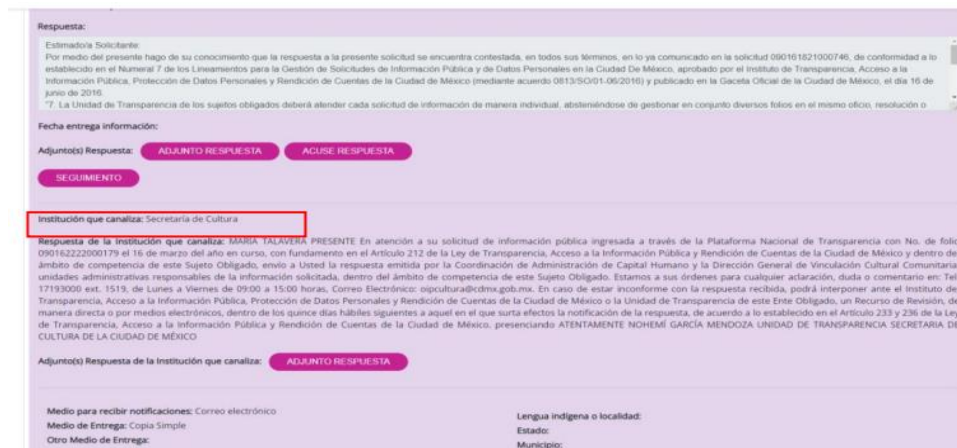 Respuesta:
Estimado/a Solicitante:
Por medio del presente hago de su conocimiento que la respuesta a la presente solicitud se encuentra contestada, en todos sus términos, en lo ya comunicado en la solicitud 090161821000746, de conformidad a lo
establecido en el Numeral 7 de los Lineamientos para la Gestión de Solicitudes de Información Pública y de Datos Personales en la Ciudad De México, aprobado por el Instituto de Transparencia, Acceso a la
Información Pública, Protección de Datos Personales y Rendición de Cuentas de la Ciudad de México (mediante acuerdo 0813/SO/01-06/2016) y publicado en la Gaceta Oficial de la Ciudad de México, el día 16 de
junio de 2016.
"7. La Unidad de Transparencia de los sujetos obligados deberá atender cada solicitud de información de manera individual, absteniéndose de gestionar en conjunto diversos folios en el mismo oficio, resolución o
Fecha entrega información:
Adjunto(s) Respuesta: ADJUNTO RESPUESTA ACUSE RESPUESTA
SEGUIMIENTO
Institución que canaliza: Secretaría de Cultura
Respuesta de la Institución que canaliza: MARIA TALAVERA PRESENTE En atención a su solicitud de información pública ingresada a través de la Plataforma Nacional de Transparencia con No. de folio
090162222000179 el 16 de marzo del año en curso, con fundamento en el Artículo 212 de la Ley de Transparencia, Acceso a la Información Pública y Rendición de Cuentas de la Ciudad de México y dentro de
ámbito de competencia de este Sujeto Obligado, envío a Usted la respuesta emitida por la Coordinación de Administración de Capital Humano y la Dirección General de Vinculación Cultural Comunitaria
unidades administrativas responsables de la información solicitada, dentro del ámbito de competencia de este Sujeto Obligado. Estamos a sus órdenes para cualquier aclaración, duda o comentario en: Tel
17193000 ext. 1519, de Lunes a Viernes de 09:00 a 15:00 horas, Correo Electrónico: oipcultura@cdmx.gob.mx. En caso de estar inconforme con la respuesta recibida, podrá interponer ante el Instituto de
Transparencia, Acceso a la Información Pública, Protección de Datos Personales y Rendición de Cuentas de la Ciudad de México o la Unidad de Transparencia de este Ente Obligado, un Recurso de Revisión, de
manera directa o por medios electrónicos, dentro de los quince días hábiles siguientes a aquel en el que surta efectos la notificación de la respuesta, de acuerdo a lo establecido en el Artículo 233 y 236 de la Ley
de Transparencia, Acceso a la Información Pública y Rendición de Cuentas de la Ciudad de México. presenciando ATENTAMENTE NOHEMÍ GARCÍA MENDOZA UNIDAD DE TRANSPARENCIA SECRETARIA DE
CULTURA DE LA CIUDAD DE MÉXICO
Adjunto(s) Respuesta de la Institución que canaliza: ADJUNTO RESPUESTA
Medio para recibir notificaciones: Correo electrónico
Medio de Entrega: Copia Simple
Otro Medio de Entrega:
Lengua indígena o localidad:
Estado:
Municipio: